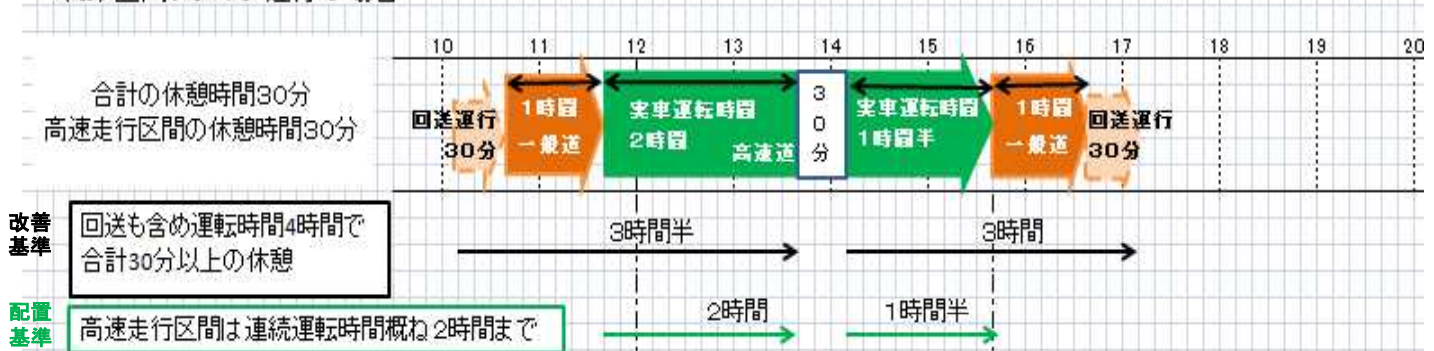 10 11 12 13 14 15 16 17 18 19 20
合計の休憩時間30分
高速走行区間の休憩時間30分
回送運行
30分
1時間
一般道
実車運転時間
2時間
高速道
30分
実車運転時間
1時間半
1時間
一般道
回送運行
30分
改善
基準
回送も含め運転時間4時間で
合計30分以上の休憩
3時間半
3時間
配置
基準
高速走行区間は連続運転時間概ね2時間まで
2時間
1時間半